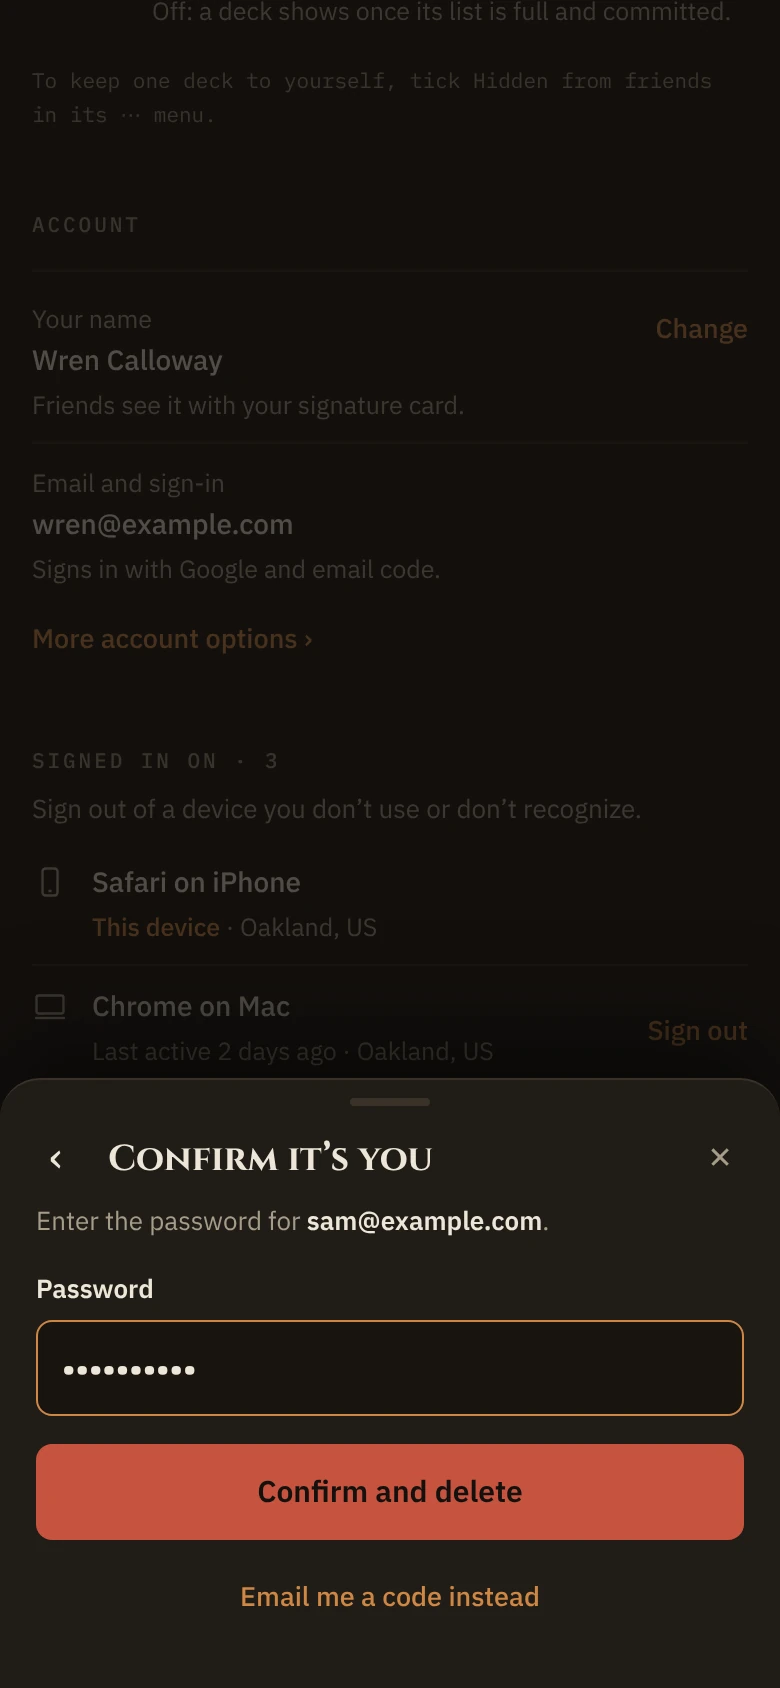 Off: a deck shows once its list is full and committed.
To keep one deck to yourself, tick Hidden from friends
in its ··· menu.
ACCOUNT
Your name
Change
Wren Calloway
Friends see it with your signature card.
Email and sign-in
wren@example.com
Signs in with Google and email code.
More account options ›
SIGNED IN ON · 3
Sign out of a device you don’t use or don’t recognize.
Safari on iPhone
This device · Oakland, US
Chrome on Mac
Sign out
Last active 2 days ago · Oakland, US
‹ Confirm it’s you ✕
Enter the password for sam@example.com.
Password
••••••••••
Confirm and delete
Email me a code instead